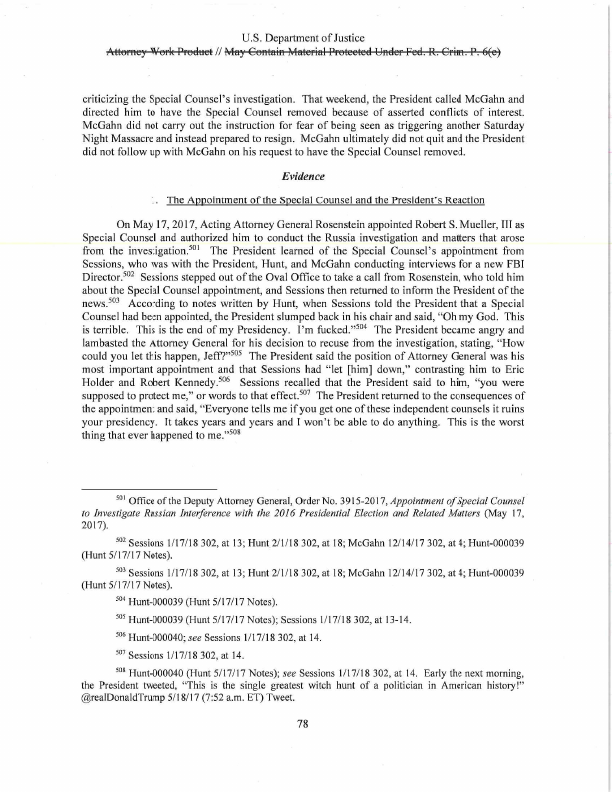 U.S. Department of Justice
Attorney Work Product // May Contain Material Protected Under Fed. R. Crim. P. 6(e)
criticizing the Special Counsel's investigation. That weekend, the President called McGahn and
directed him to have the Special Counsel removed because of asserted conflicts of interest.
McGahn did not carry out the instruction for fear of being seen as triggering another Saturday
Night Massacre and instead prepared to resign. McGahn ultimately did not quit and the President
did not follow up with McGahn on his request to have the Special Counsel removed.
Evidence
. The Appointment of the Special Counsel and the President's Reaction
On May 17, 2017, Acting Attorney General Rosenstein appointed Robert S. Mueller, III as
Special Counsel and authorized him to conduct the Russia investigation and matters that arose
from the investigation.501 The President learned of the Special Counsel's appointment from
Sessions, who was with the President, Hunt, and McGahn conducting interviews for a new FBI
Director.502 Sessions stepped out of the Oval Office to take a call from Rosenstein, who told him
about the Special Counsel appointment, and Sessions then returned to inform the President of the
news.503 According to notes written by Hunt, when Sessions told the President that a Special
Counsel had been appointed, the President slumped back in his chair and said, "Oh my God. This
is terrible. This is the end of my Presidency. I'm fucked."504 The President became angry and
lambasted the Attorney General for his decision to recuse from the investigation, stating, "How
could you let this happen, Jeff?"505 The President said the position of Attorney General was his
most important appointment and that Sessions had "let [him] down," contrasting him to Eric
Holder and Robert Kennedy.506 Sessions recalled that the President said to him, "you were
supposed to protect me," or words to that effect.507 The President returned to the consequences of
the appointment and said, "Everyone tells me if you get one of these independent counsels it ruins
your presidency. It takes years and years and I won't be able to do anything. This is the worst
thing that ever happened to me."508
501 Office of the Deputy Attorney General, Order No. 3915-2017, Appointment of Special Counsel
to Investigate Russian Interference with the 2016 Presidential Election and Related Matters (May 17,
2017).
502 Sessions 1/17/18 302, at 13; Hunt 2/1/18 302, at 18; McGahn 12/14/17 302, at 4; Hunt-000039
(Hunt 5/17/17 Notes).
503 Sessions 1/17/18 302, at 13; Hunt 2/1/18 302, at 18; McGahn 12/14/17 302, at 4; Hunt-000039
(Hunt 5/17/17 Notes).
504 Hunt-000039 (Hunt 5/17/17 Notes).
505 Hunt-000039 (Hunt 5/17/17 Notes); Sessions 1/17/18 302, at 13-14.
506 Hunt-000040; see Sessions 1/17/18 302, at 14.
507 Sessions 1/17/18 302, at 14.
508 Hunt-000040 (Hunt 5/17/17 Notes); see Sessions 1/17/18 302, at 14. Early the next morning,
the President tweeted, "This is the single greatest witch hunt of a politician in American history!"
@realDonaldTrump 5/18/17 (7:52 a.m. ET) Tweet.
78